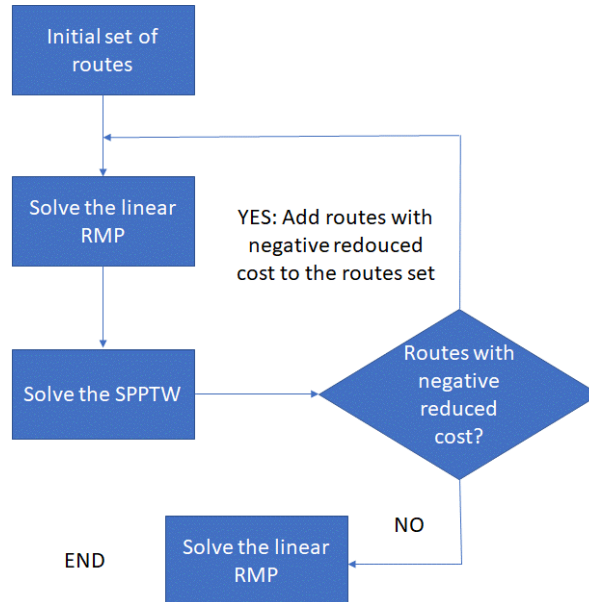 Initial set of
routes
Solve the linear
RMP
YES: Add routes with
negative redouced
cost to the routes set
Solve the SPPTW
Routes with
negative
reduced
cost?
NO
END
Solve the linear
RMP